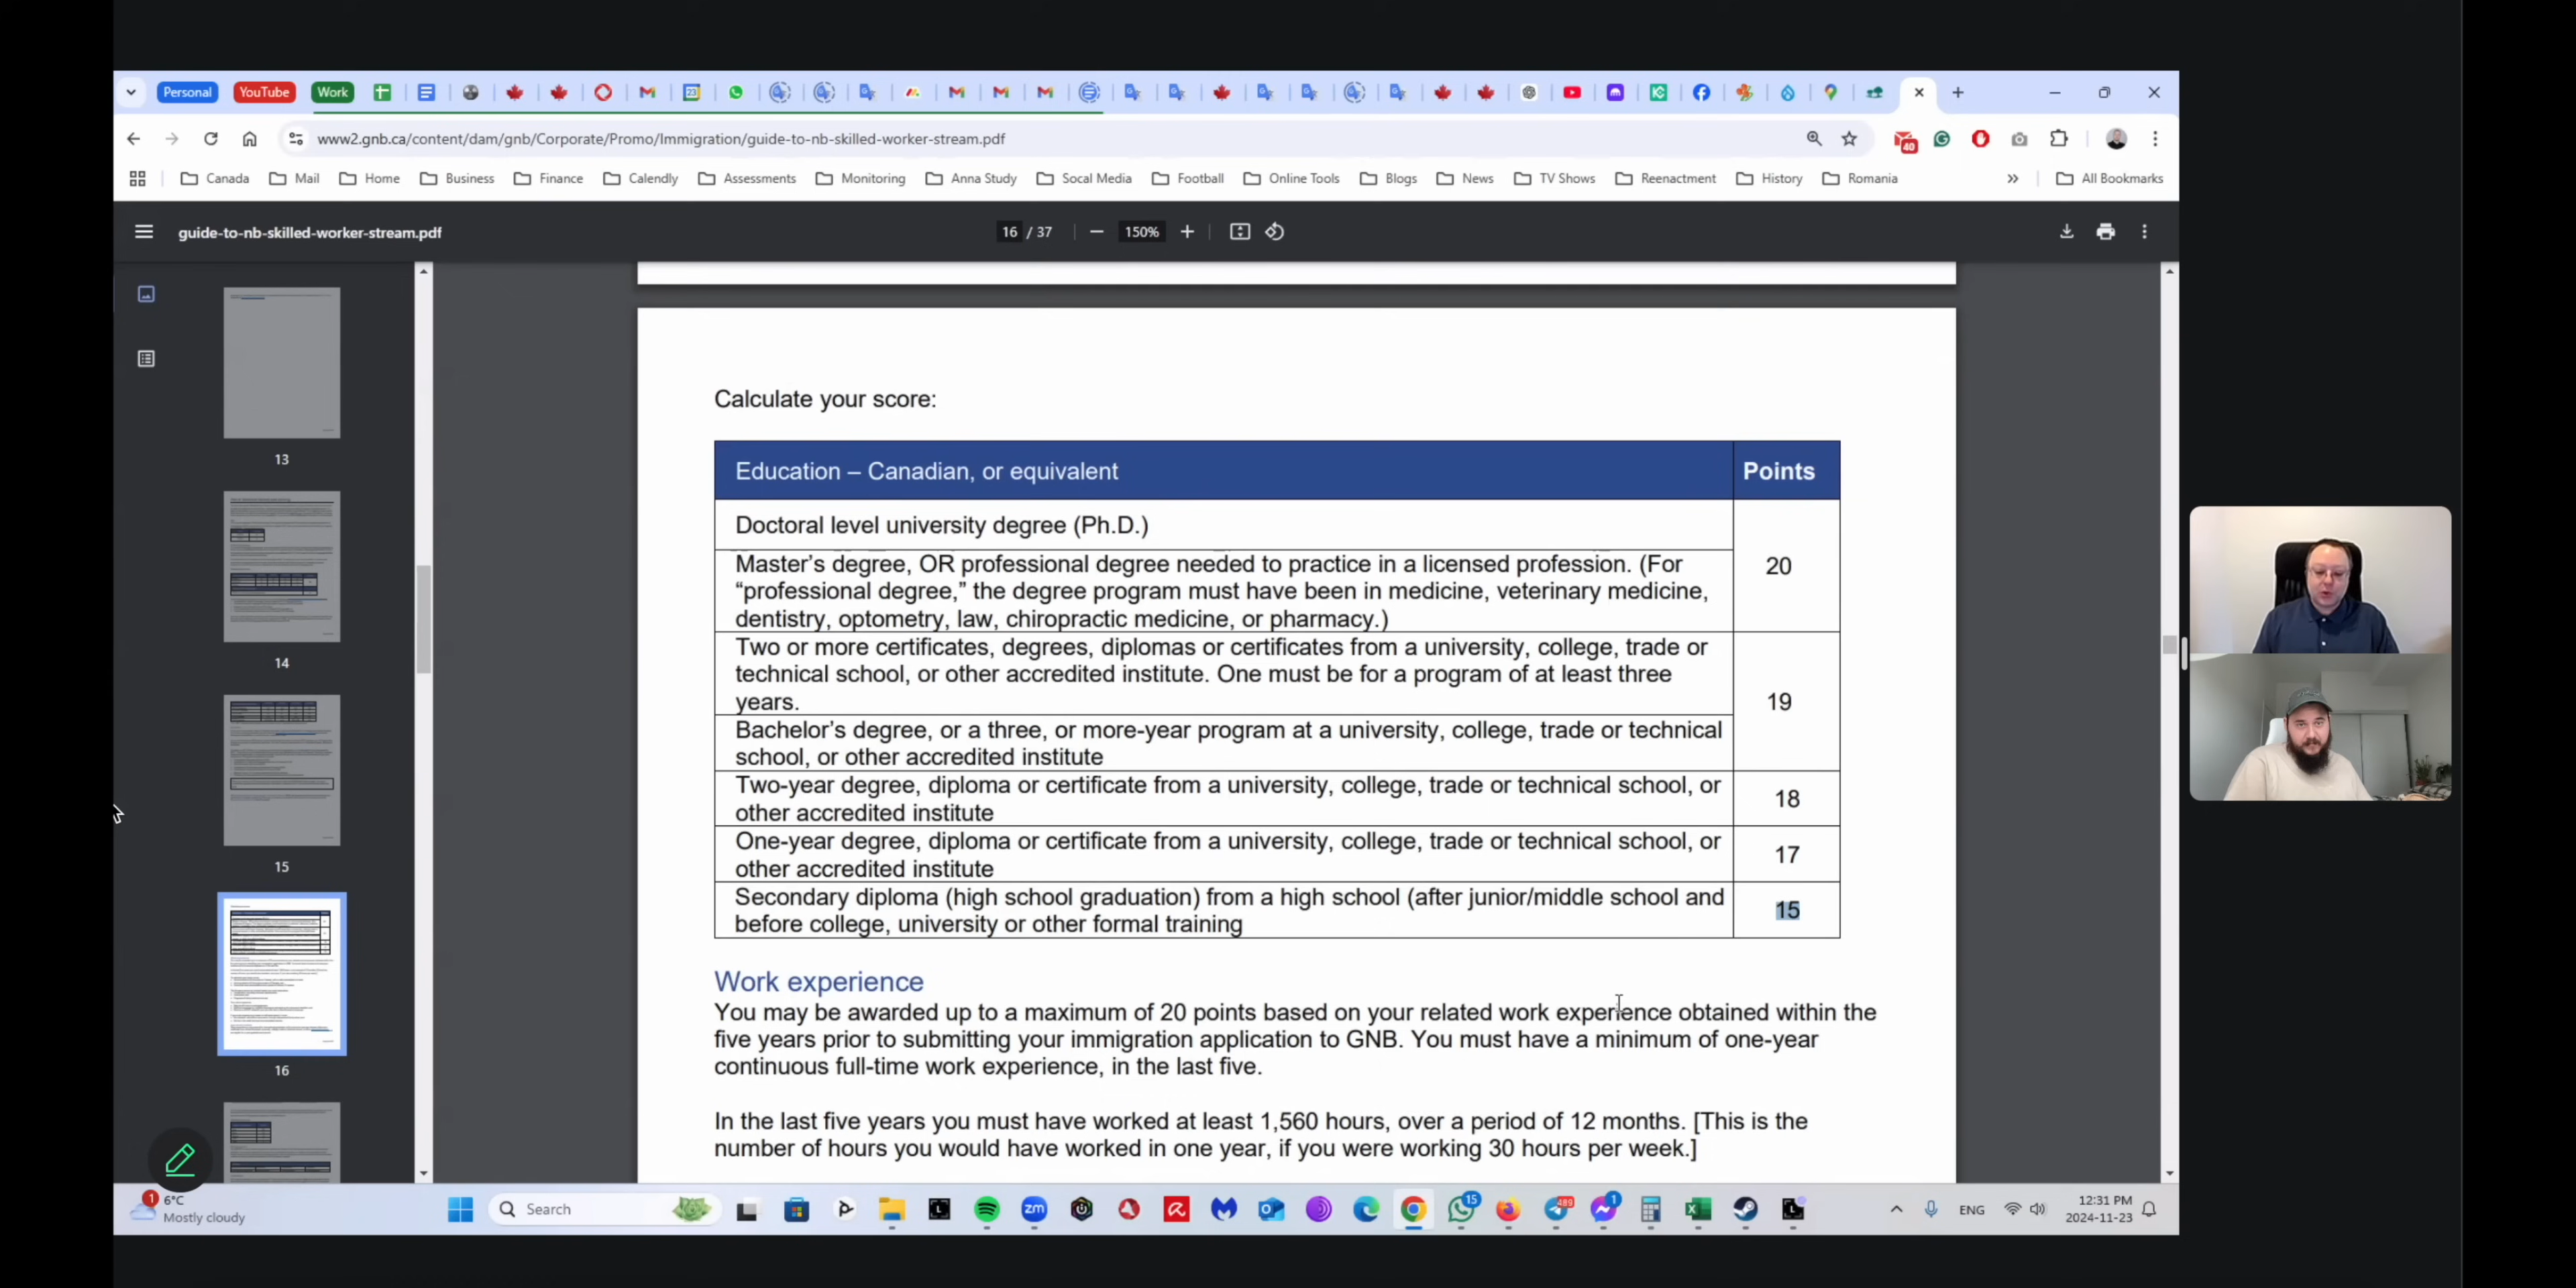 Personal YouTube Work
www2.gnb.ca/content/dam/gnb/Corporate/Promo/Immigration/guide-to-nb-skilled-worker-stream.pdf
40
Canada Mail Home Business Finance Calendly Assessments Monitoring Anna Study Socal Media Football Online Tools Blogs News TV Shows Reenactment History Romania All Bookmarks
guide-to-nb-skilled-worker-stream.pdf 16 / 37 150%
13
14
15
16
Calculate your score:
Education – Canadian, or equivalent Points
Doctoral level university degree (Ph.D.)
Master's degree, OR professional degree needed to practice in a licensed profession. (For
"professional degree," the degree program must have been in medicine, veterinary medicine,
dentistry, optometry, law, chiropractic medicine, or pharmacy.)
20
Two or more certificates, degrees, diplomas or certificates from a university, college, trade or
technical school, or other accredited institute. One must be for a program of at least three
years.
19
Bachelor's degree, or a three, or more-year program at a university, college, trade or technical
school, or other accredited institute
Two-year degree, diploma or certificate from a university, college, trade or technical school, or
other accredited institute
18
One-year degree, diploma or certificate from a university, college, trade or technical school, or
other accredited institute
17
Secondary diploma (high school graduation) from a high school (after junior/middle school and
before college, university or other formal training
15
Work experience
You may be awarded up to a maximum of 20 points based on your related work experience obtained within the
five years prior to submitting your immigration application to GNB. You must have a minimum of one-year
continuous full-time work experience, in the last five.
In the last five years you must have worked at least 1,560 hours, over a period of 12 months. [This is the
number of hours you would have worked in one year, if you were working 30 hours per week.]
1
6°C
Mostly cloudy
Search
zm
15
489
1
ENG
12:31 PM
2024-11-23